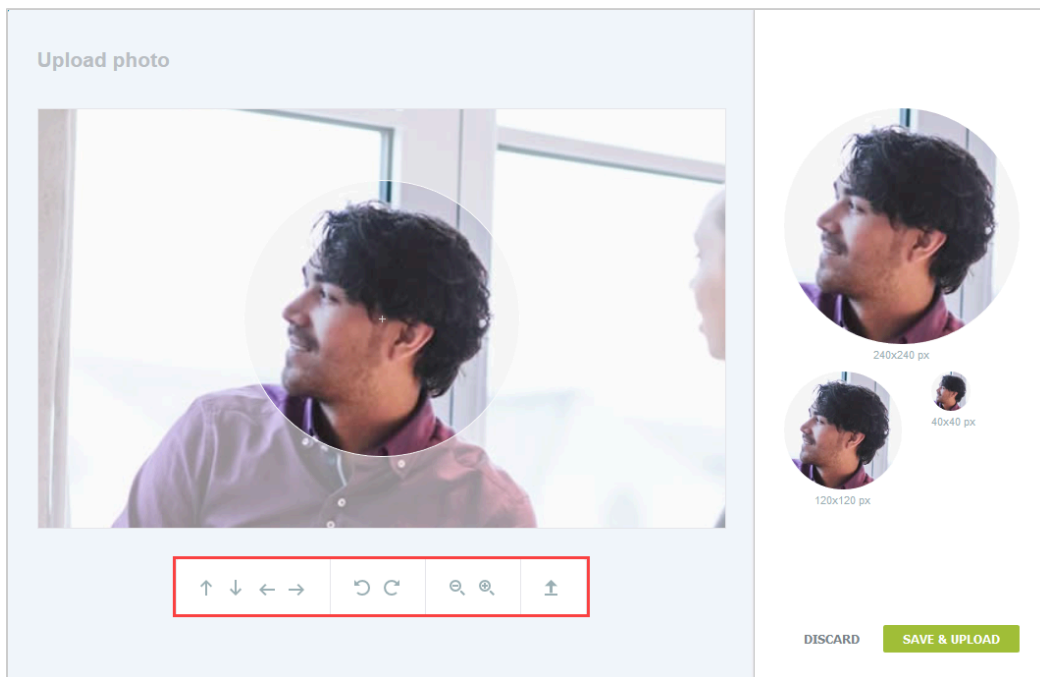 Upload photo
240x240 px
40x40 px
120x120 px
DISCARD
SAVE & UPLOAD